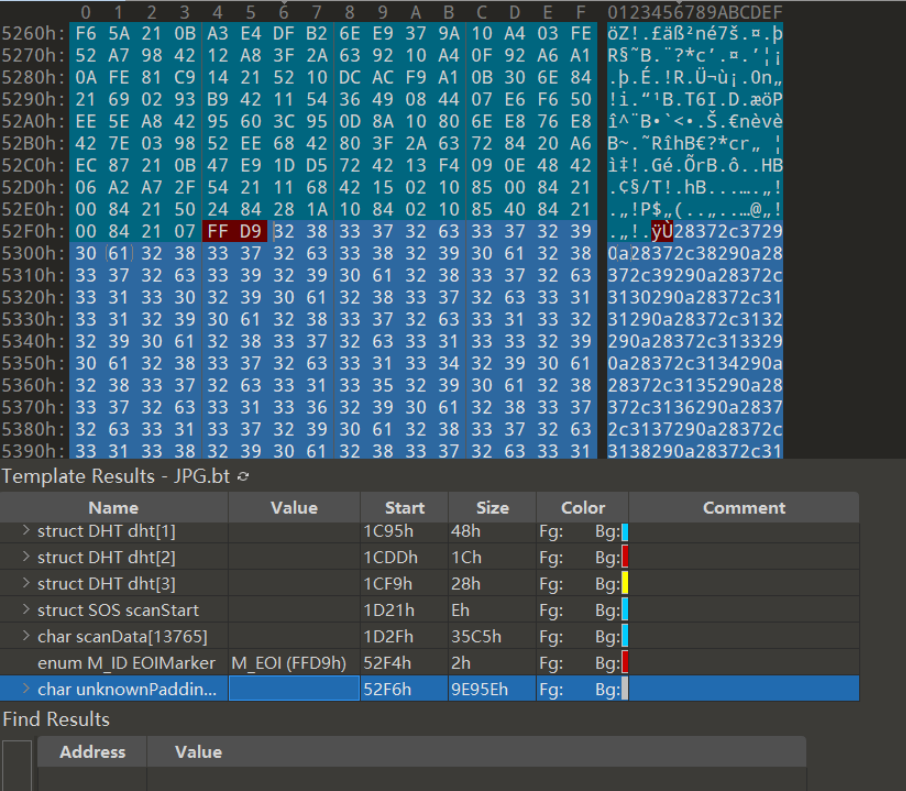 0 1 2 3 4 5 6 7 8 9 A B C D E F 0123456789ABCDEF
5260h: F6 5A 21 0B A3 E4 DF B2 6E E9 37 9A 10 A4 03 FE öZ!.£äß²né7š.¤.þ
5270h: 52 A7 98 42 12 A8 3F 2A 63 92 10 A4 0F 92 A6 A1 R§˜B.¨?*c’.¤.’¦¡
5280h: 0A FE 81 C9 14 21 52 10 DC AC F9 A1 0B 30 6E 84 .þ.É.!R.Ü¬ù¡.0n„
5290h: 21 69 02 93 B9 42 11 54 36 49 08 44 07 E6 F6 50 !i.“¹B.T6I.D.æöP
52A0h: EE 5E A8 42 95 60 3C 95 0D 8A 10 80 6E E8 76 E8 î^¨B•`<•.Š.€nèvè
52B0h: 42 7E 03 98 52 EE 68 42 80 3F 2A 63 72 84 20 A6 B~.˜RîhB€?*cr„ ¦
52C0h: EC 87 21 0B 47 E9 1D D5 72 42 13 F4 09 0E 48 42 ì‡!.Gé.ÕrB.ô..HB
52D0h: 06 A2 A7 2F 54 21 11 68 42 15 02 10 85 00 84 21 .¢§/T!.hB...….„!
52E0h: 00 84 21 50 24 84 28 1A 10 84 02 10 85 40 84 21 .„!P$„(..„..…@„!
52F0h: 00 84 21 07 FF D9 32 38 33 37 32 63 33 37 32 39 .„!.ÿÙ28372c3729
5300h: 30 61 32 38 33 37 32 63 33 38 32 39 30 61 32 38 0a28372c38290a28
5310h: 33 37 32 63 33 39 32 39 30 61 32 38 33 37 32 63 372c39290a28372c
5320h: 33 31 33 30 32 39 30 61 32 38 33 37 32 63 33 31 3130290a28372c31
5330h: 33 31 32 39 30 61 32 38 33 37 32 63 33 31 33 32 31290a28372c3132
5340h: 32 39 30 61 32 38 33 37 32 63 33 31 33 33 32 39 290a28372c313329
5350h: 30 61 32 38 33 37 32 63 33 31 33 34 32 39 30 61 0a28372c3134290a
5360h: 32 38 33 37 32 63 33 31 33 35 32 39 30 61 32 38 28372c3135290a28
5370h: 33 37 32 63 33 31 33 36 32 39 30 61 32 38 33 37 372c3136290a2837
5380h: 32 63 33 31 33 37 32 39 30 61 32 38 33 37 32 63 2c3137290a28372c
5390h: 33 31 33 38 32 39 30 61 32 38 33 37 32 63 33 31 3138290a28372c31
Template Results - JPG.bt
Name Value Start Size Color Comment
struct DHT dht[1] 1C95h 48h Fg: Bg:
struct DHT dht[2] 1CDDh 1Ch Fg: Bg:
struct DHT dht[3] 1CF9h 28h Fg: Bg:
struct SOS scanStart 1D21h Eh Fg: Bg:
char scanData[13765] 1D2Fh 35C5h Fg: Bg:
enum M_ID EOIMarker M_EOI (FFD9h) 52F4h 2h Fg: Bg:
char unknownPaddin... 52F6h 9E95Eh Fg: Bg:
Find Results
Address Value